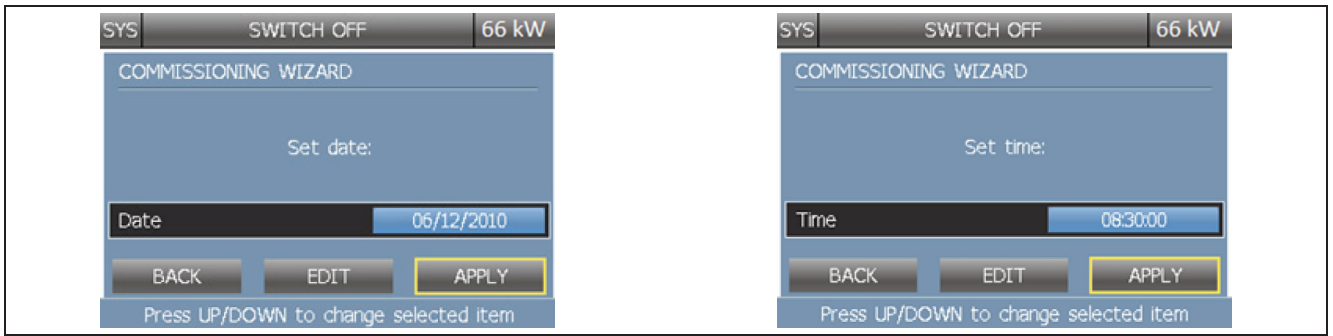 SYS SWITCH OFF 66 kW
COMMISSIONING WIZARD
Set date:
Date 06/12/2010
BACK EDIT APPLY
Press UP/DOWN to change selected item
SYS SWITCH OFF 66 kW
COMMISSIONING WIZARD
Set time:
Time 08:30:00
BACK EDIT APPLY
Press UP/DOWN to change selected item